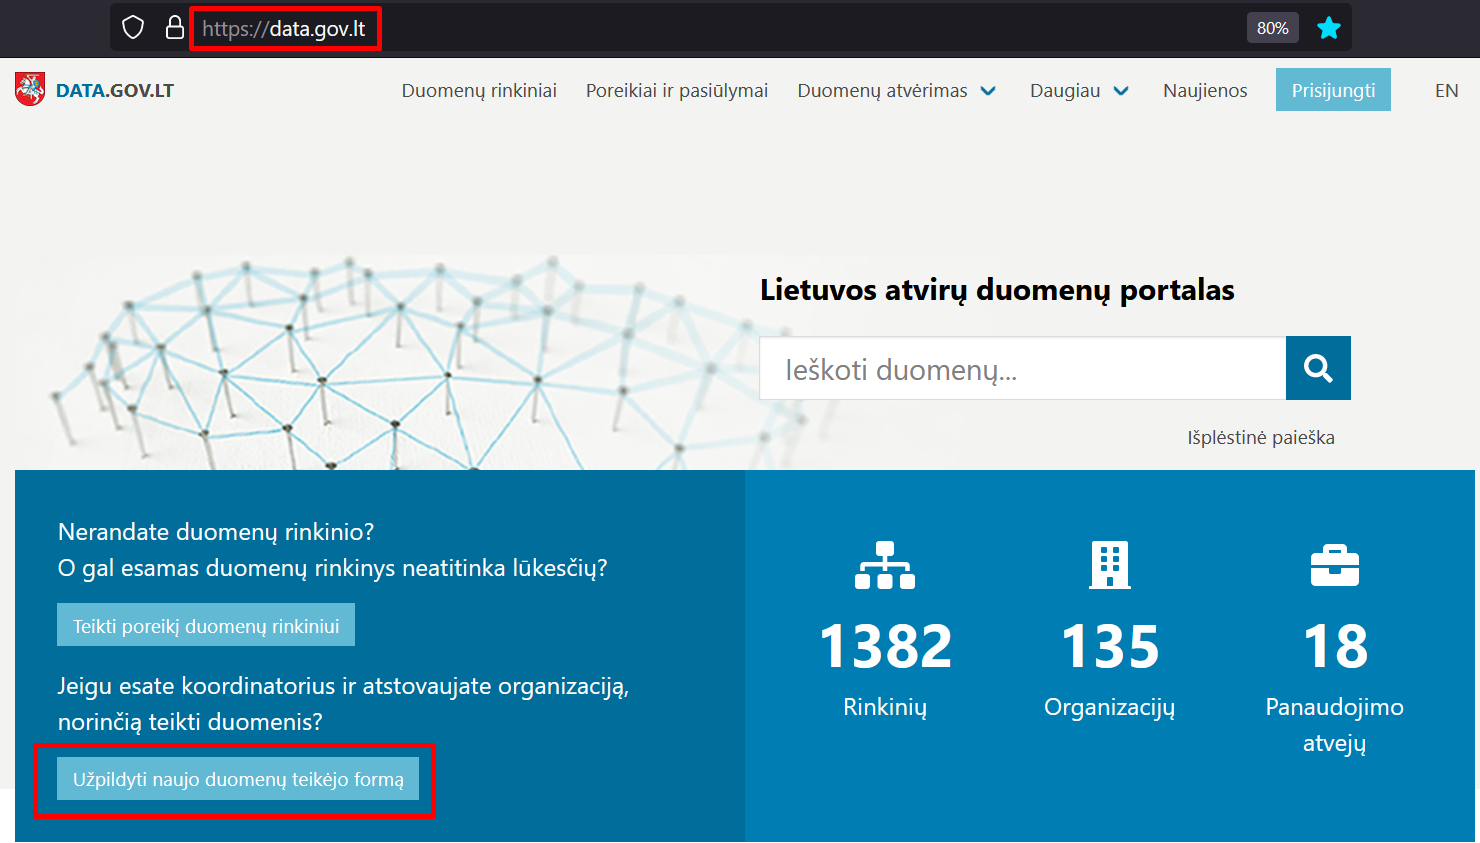 https://data.gov.lt
80%
DATA.GOV.LT
Duomenų rinkiniai
Poreikiai ir pasiūlymai
Duomenų atvėrimas
Daugiau
Naujienos
Prisijungti
EN
Lietuvos atvirų duomenų portalas
Ieškoti duomenų...
Išplėstinė paieška
Nerandate duomenų rinkinio?
O gal esamas duomenų rinkinys neatitinka lūkesčių?
Teikti poreikį duomenų rinkiniui
Jeigu esate koordinatorius ir atstovaujate organizaciją,
norinčią teikti duomenis?
Užpildyti naujo duomenų teikėjo formą
1382
Rinkinių
135
Organizacijų
18
Panaudojimo
atvejų